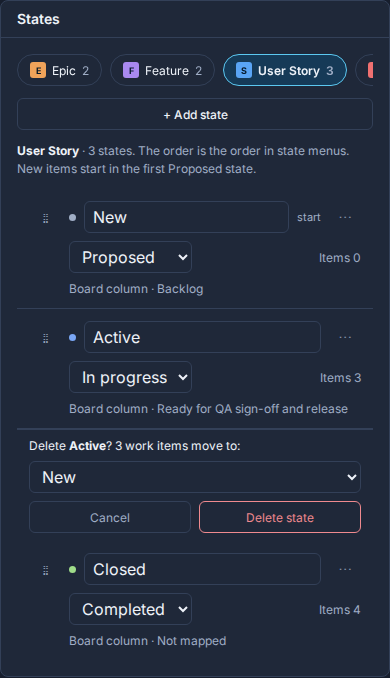 States
E Epic 2 F Feature 2 S User Story 3
+ Add state
User Story · 3 states. The order is the order in state menus.
New items start in the first Proposed state.
New start ...
Proposed Items 0
Board column · Backlog
Active ...
In progress Items 3
Board column · Ready for QA sign-off and release
Delete Active? 3 work items move to:
New
Cancel Delete state
Closed ...
Completed Items 4
Board column · Not mapped